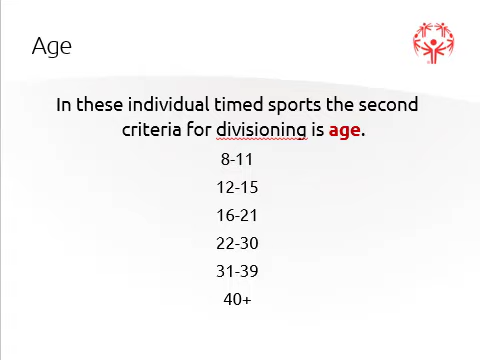 Age
In these individual timed sports the second
criteria for divisioning is age.
8-11
12-15
16-21
22-30
31-39
40+